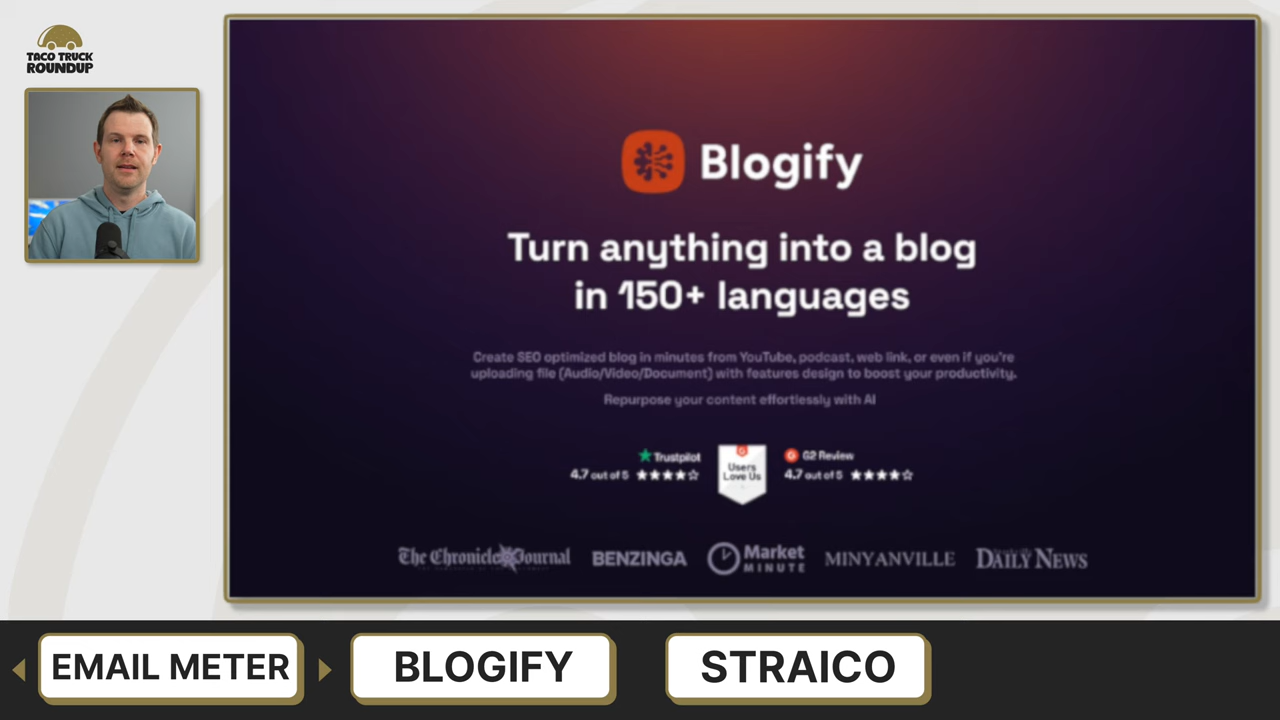 TACO TRUCK
ROUNDUP
Blogify
Turn anything into a blog
in 150+ languages
Create SEO optimized blog in minutes from YouTube, podcast, web link, or even if you're
uploading file (Audio/Video/Document) with features design to boost your productivity.
Repurpose your content effortlessly with AI
Trustpilot
4.7 out of 5
Users
Love Us
G2 Review
4.7 out of 5
The Chronicle Journal
BENZINGA
Market
MINUTE
MINYANVILLE
DAILY NEWS
EMAIL METER
BLOGIFY
STRAICO